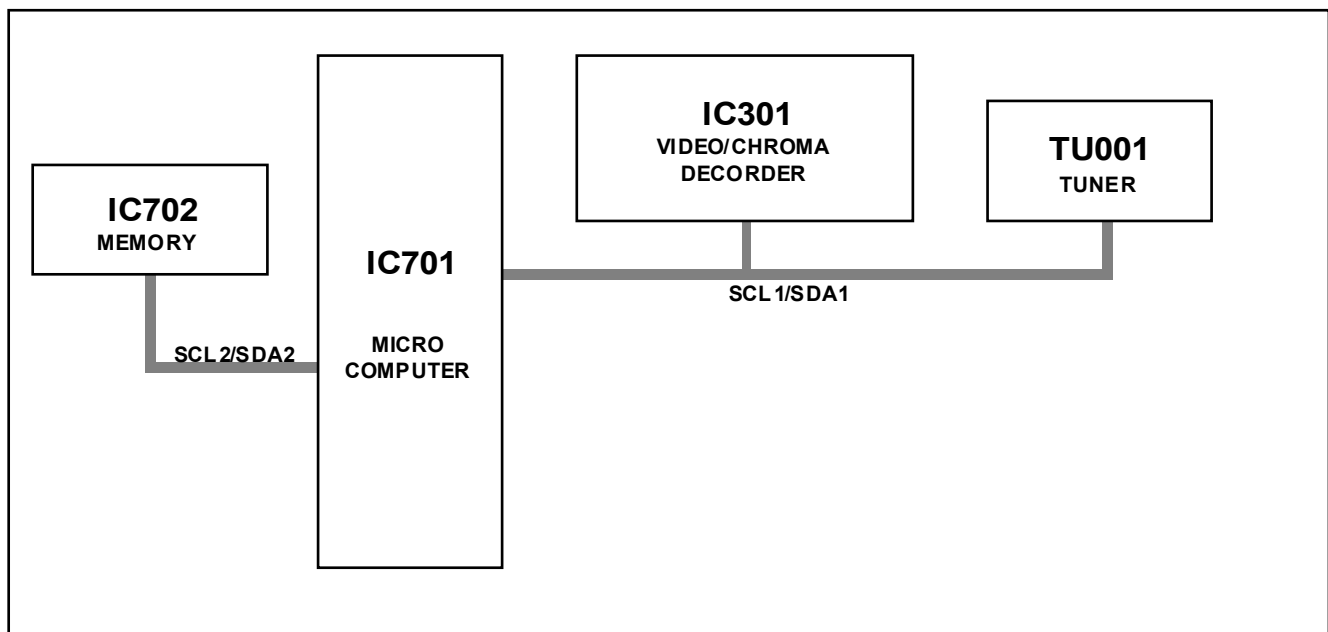 IC702
MEMORY
SCL2/SDA2
IC701
MICRO
COMPUTER
IC301
VIDEO/CHROMA
DECORDER
TU001
TUNER
SCL1/SDA1